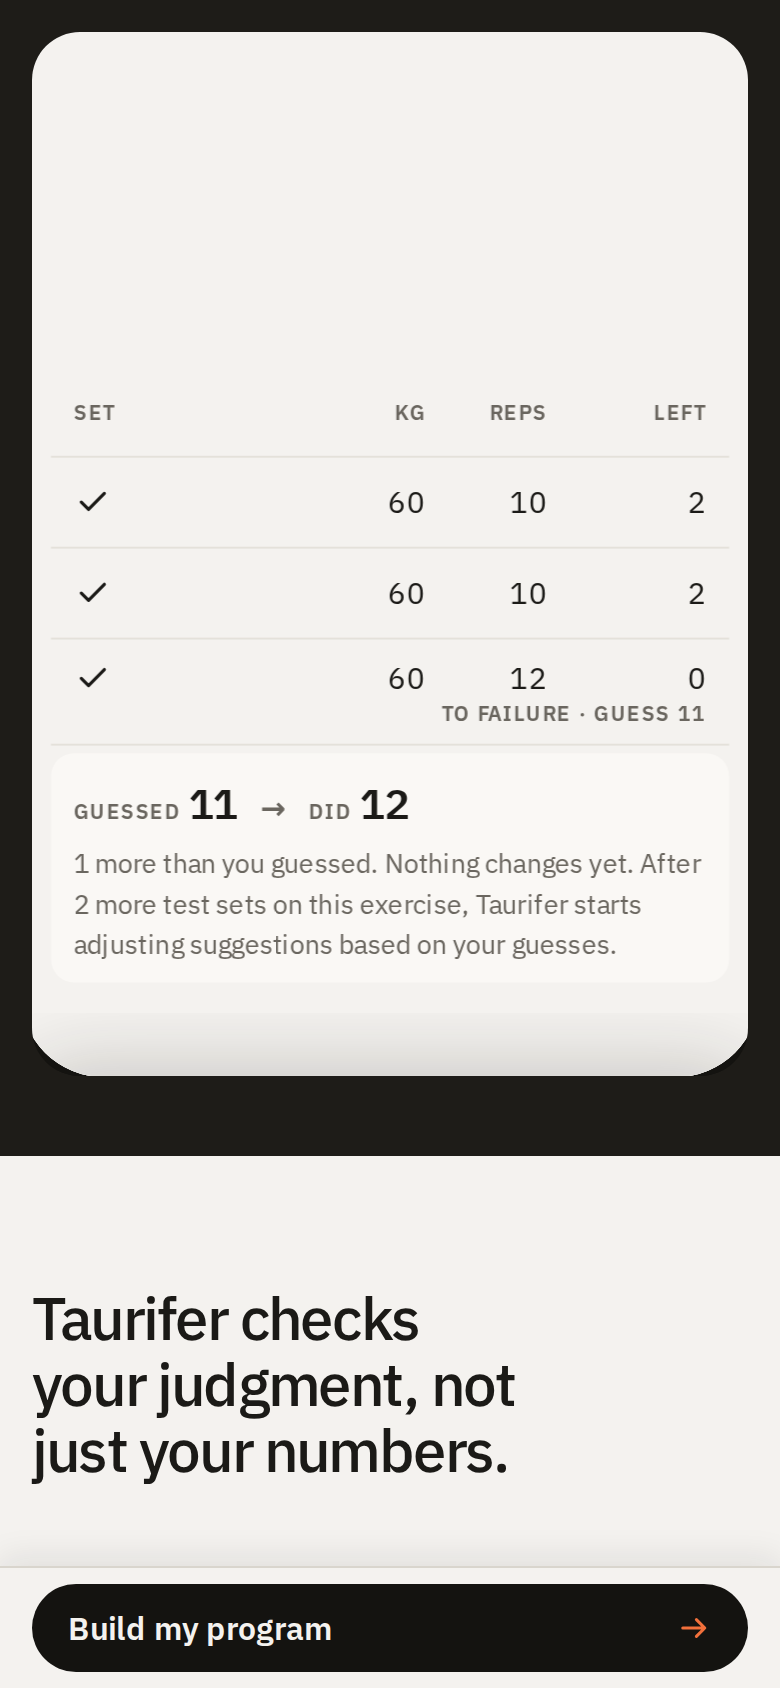 SET KG REPS LEFT
60 10 2
60 10 2
60 12 0
TO FAILURE · GUESS 11
GUESSED 11 → DID 12
1 more than you guessed. Nothing changes yet. After
2 more test sets on this exercise, Taurifer starts
adjusting suggestions based on your guesses.
Taurifer checks
your judgment, not
just your numbers.
Build my program